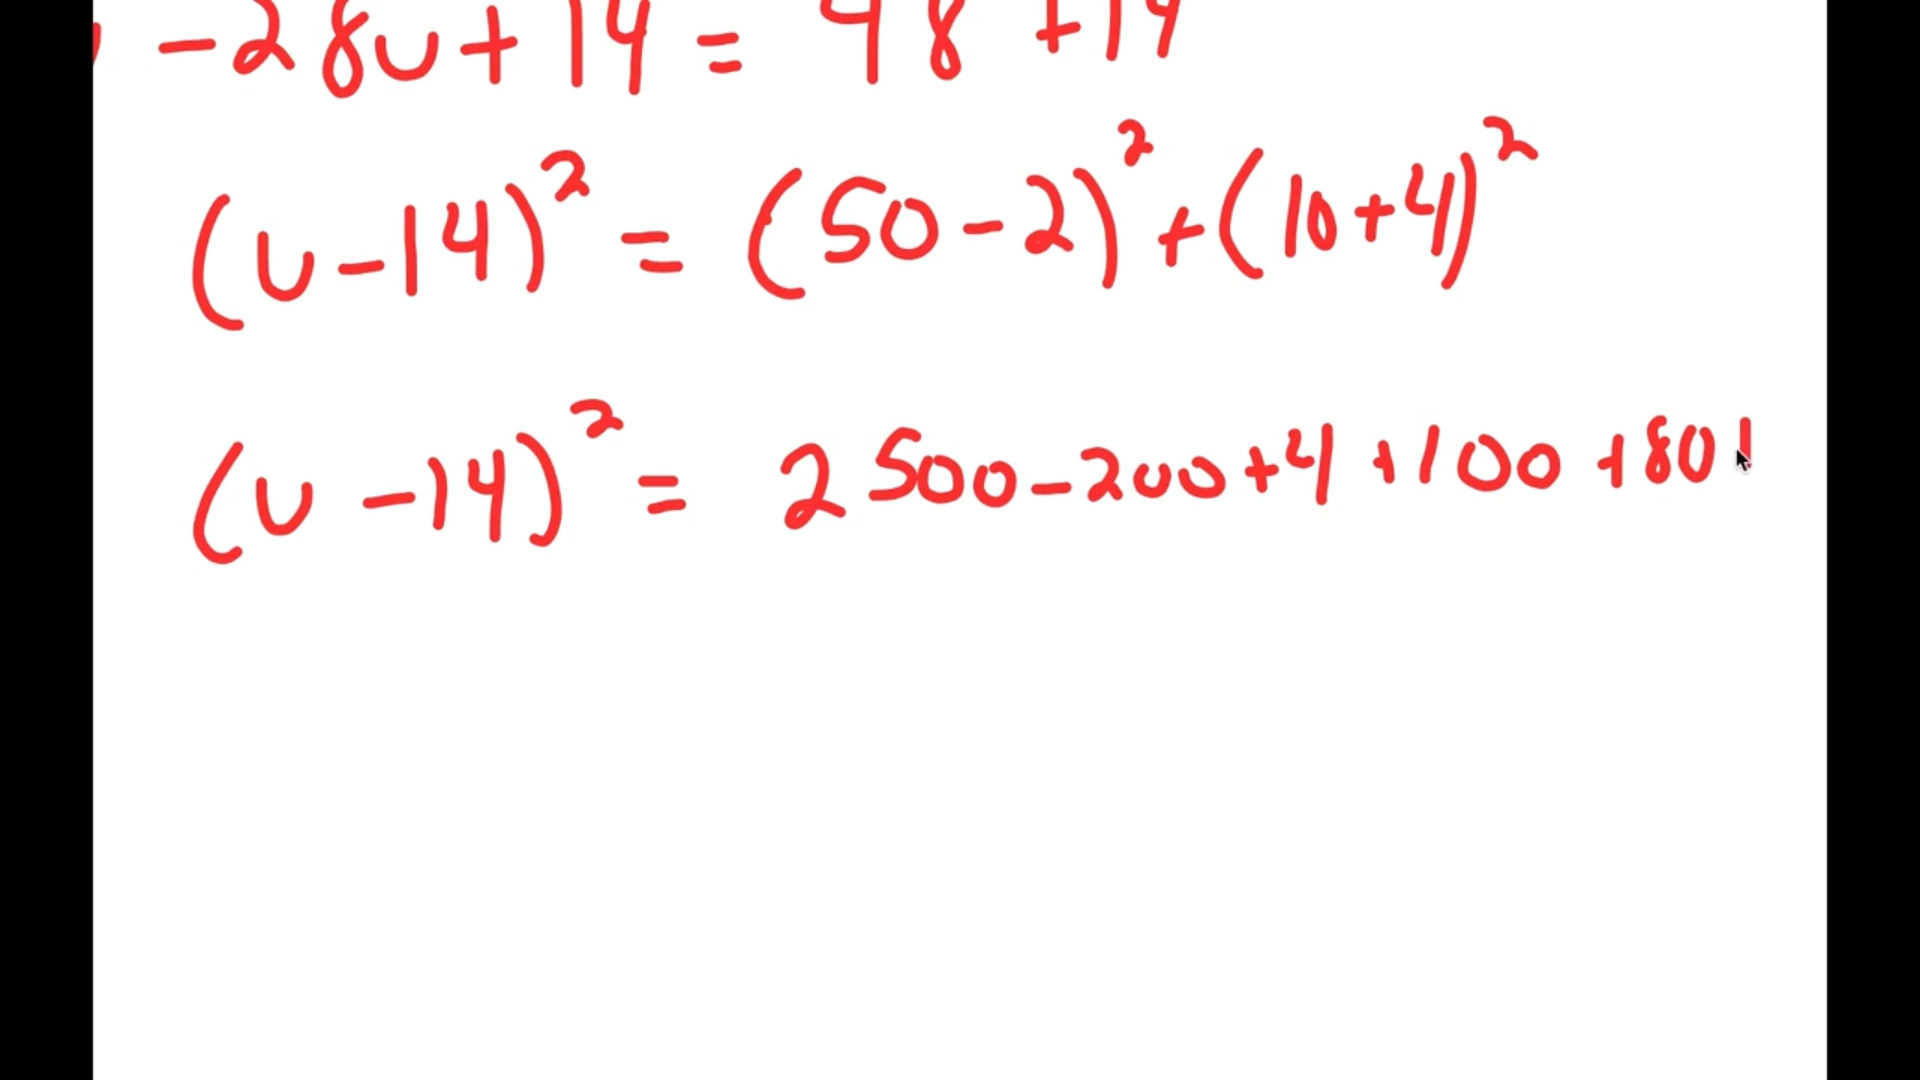 -28u+14 = 48 +14
(u-14)² = (50-2)² + (10+4)²
(u-14)² = 2500-200+4+100+80